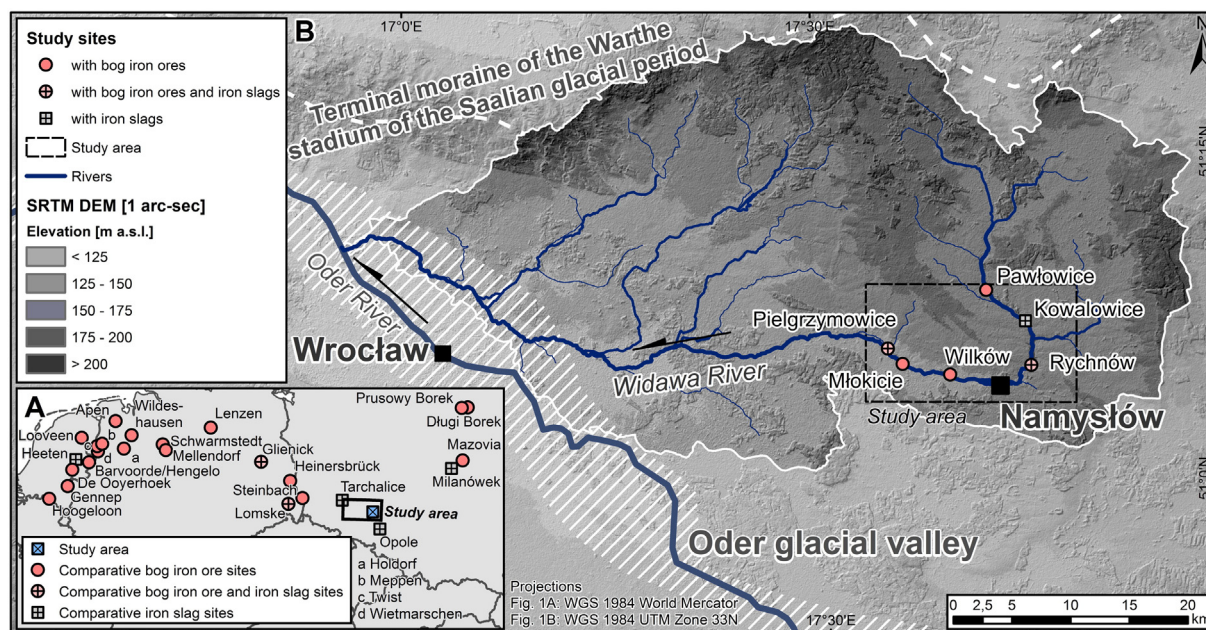 Study sites
with bog iron ores
with bog iron ores and iron slags
with iron slags
Study area
Rivers
SRTM DEM [1 arc-sec]
Elevation [m a.s.l.]
< 125
125 - 150
150 - 175
175 - 200
> 200
B
17°0'E
17°30'E
N
51°15'N
51°0'N
17°30'E
Terminal moraine of the Warthe
stadium of the Saalian glacial period
Oder River
Wrocław
Widawa River
Pielgrzymowice
Młokicie
Wilków
Pawłowice
Kowalowice
Rychnów
Namysłów
Study area
Oder glacial valley
A
Apen
Wildes-
hausen
Lenzen
Looveen
Heeten
b
c
d
a
Schwarmstedt
Mellendorf
Barvoorde/Hengelo
De Ooyerhoek
Gennep
Hoogeloon
Glienick
Heinersbrück
Steinbach
Lomske
Tarchalice
Study area
Opole
Prusowy Borek
Długi Borek
Mazovia
Milanówek
a Holdorf
b Meppen
c Twist
d Wietmarschen
Study area
Comparative bog iron ore sites
Comparative bog iron ore and iron slag sites
Comparative iron slag sites
Projections
Fig. 1A: WGS 1984 World Mercator
Fig. 1B: WGS 1984 UTM Zone 33N
0 2,5 5 10 15 20
km